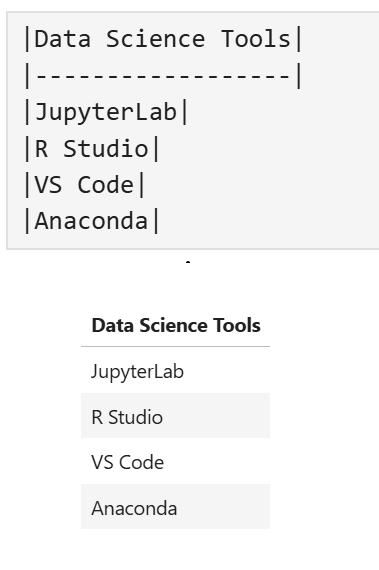 |Data Science Tools|
|------------------|
|JupyterLab|
|R Studio|
|VS Code|
|Anaconda|
.
Data Science Tools
JupyterLab
R Studio
VS Code
Anaconda